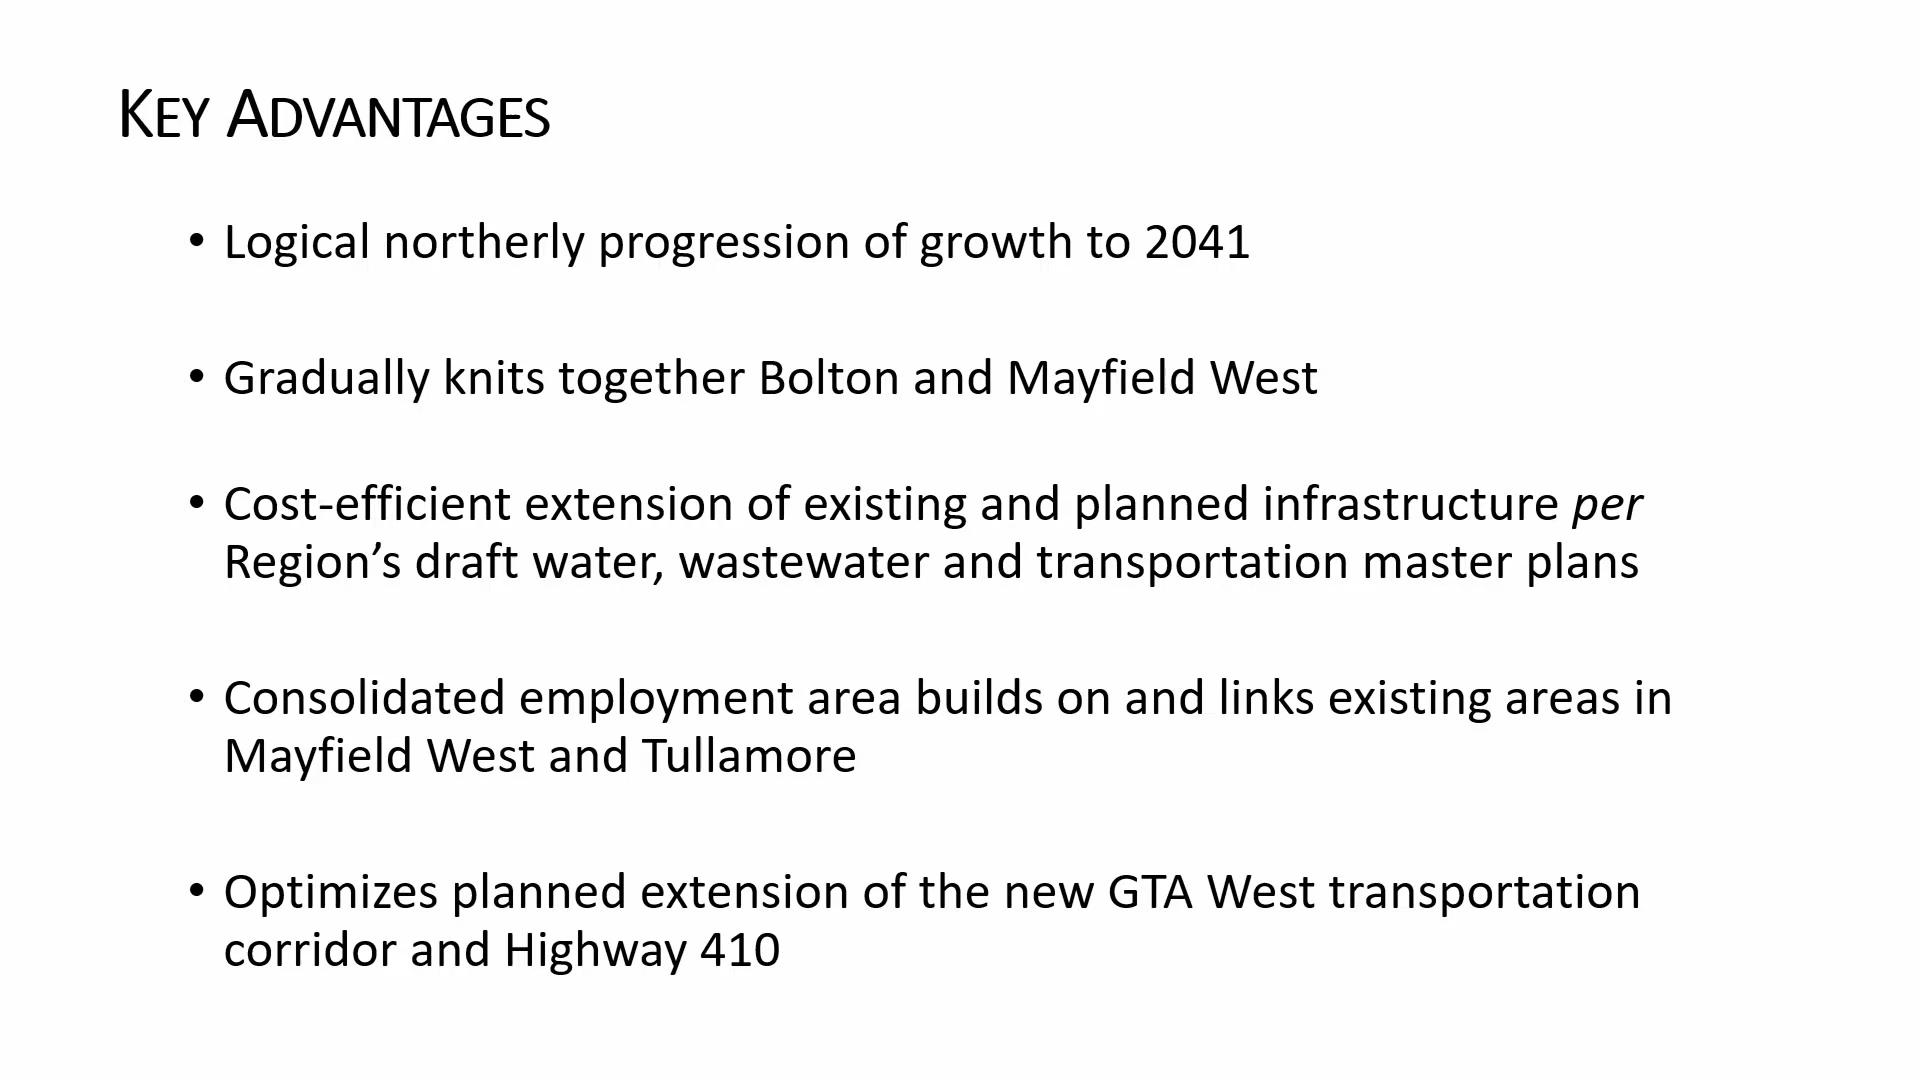 KEY ADVANTAGES
• Logical northerly progression of growth to 2041
• Gradually knits together Bolton and Mayfield West
• Cost-efficient extension of existing and planned infrastructure per
Region’s draft water, wastewater and transportation master plans
• Consolidated employment area builds on and links existing areas in
Mayfield West and Tullamore
• Optimizes planned extension of the new GTA West transportation
corridor and Highway 410